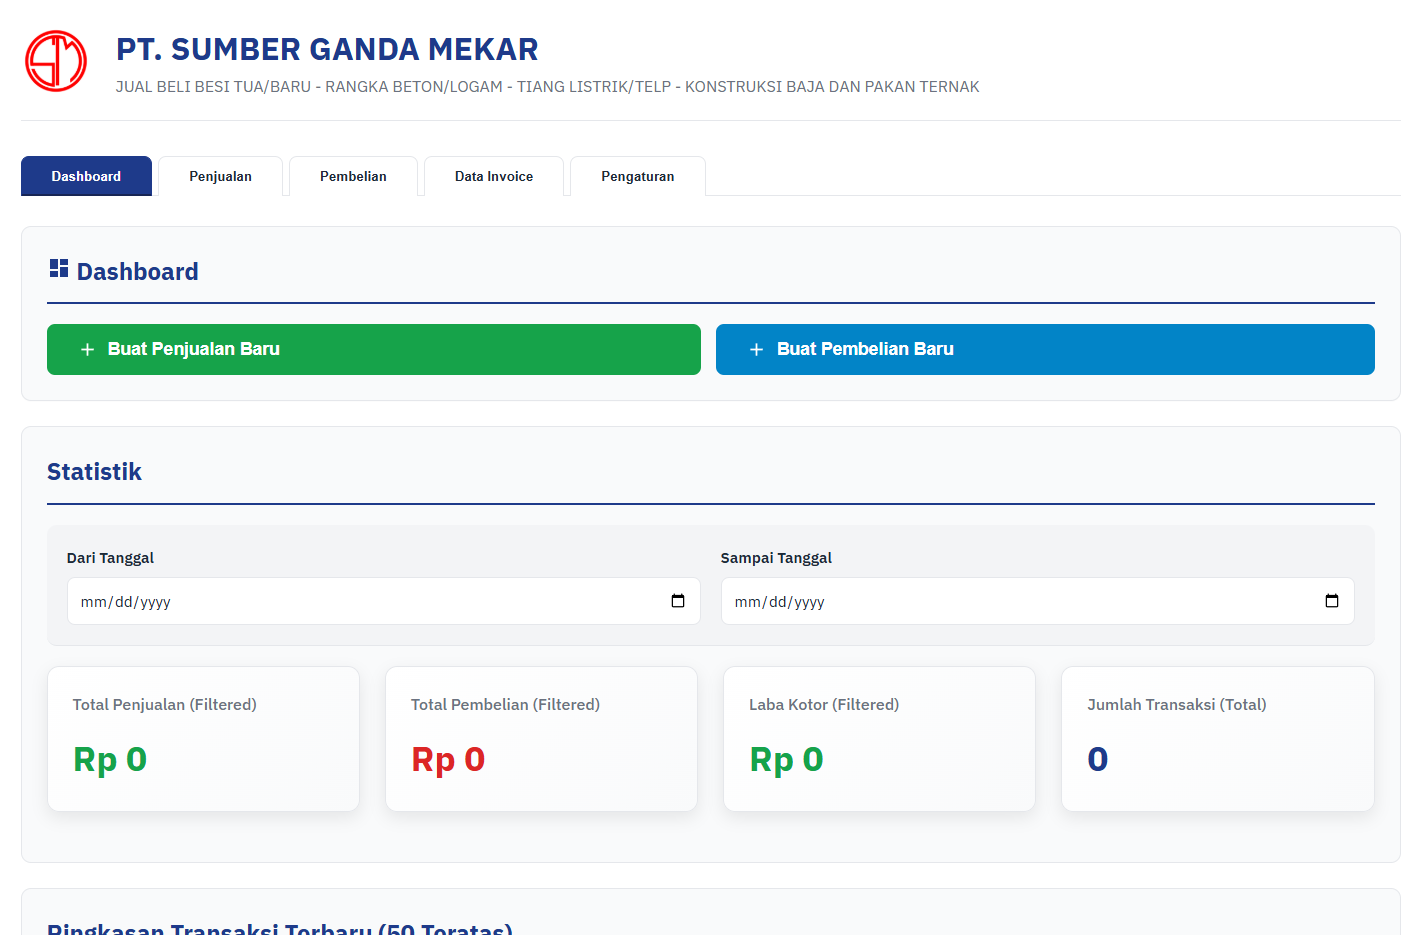 PT. SUMBER GANDA MEKAR
JUAL BELI BESI TUA/BARU - RANGKA BETON/LOGAM - TIANG LISTRIK/TELP - KONSTRUKSI BAJA DAN PAKAN TERNAK
Dashboard
Penjualan
Pembelian
Data Invoice
Pengaturan
Dashboard
+ Buat Penjualan Baru
+ Buat Pembelian Baru
Statistik
Dari Tanggal
Sampai Tanggal
mm/dd/yyyy
mm/dd/yyyy
Total Penjualan (Filtered)
Rp 0
Total Pembelian (Filtered)
Rp 0
Laba Kotor (Filtered)
Rp 0
Jumlah Transaksi (Total)
0
Ringkasan Transaksi Terbaru (50 Teratas)